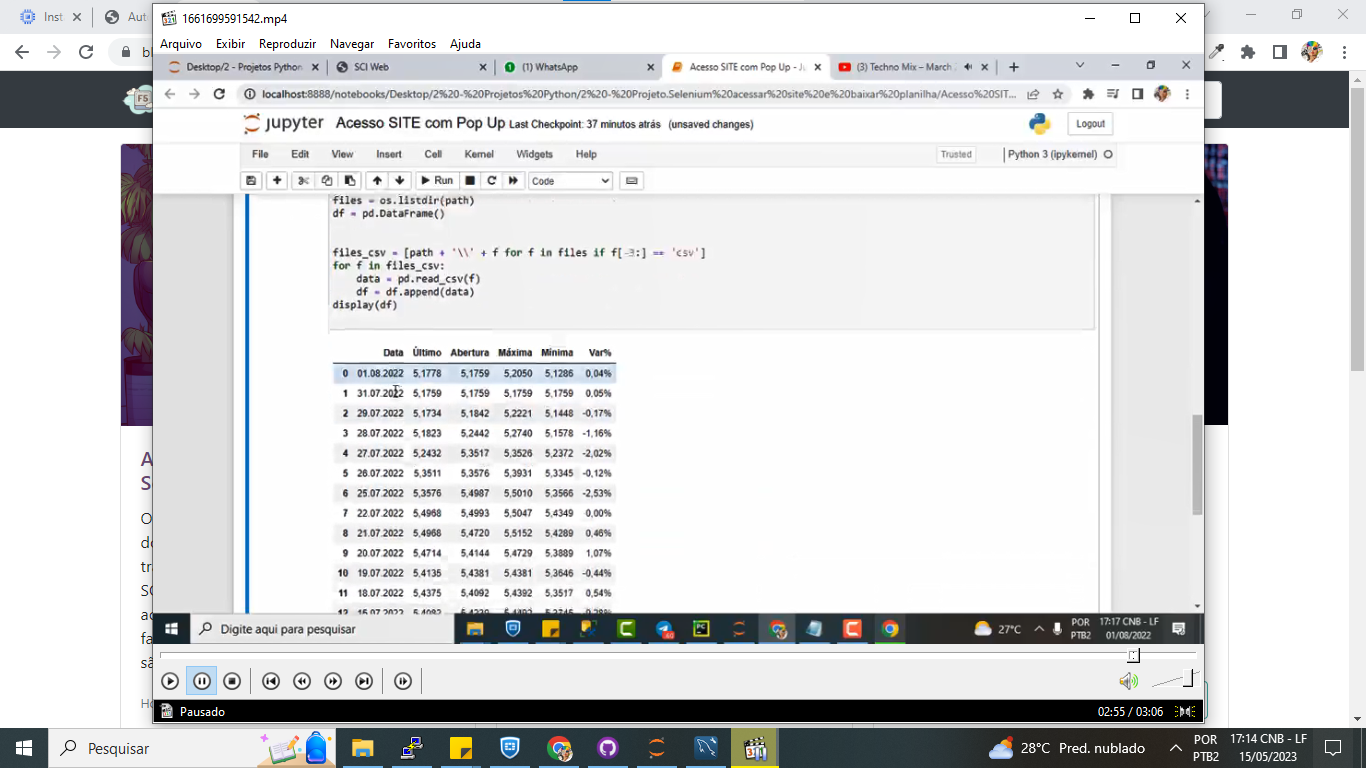 Inst
Aut
1661699591542.mp4
Arquivo Exibir Reproduzir Navegar Favoritos Ajuda
Desktop/2 - Projetos Python
SCI Web
(1) WhatsApp
Acesso SITE com Pop Up - Ju
(3) Techno Mix – March
localhost:8888/notebooks/Desktop/2%20-%20Projetos%20Python/2%20-%20Projeto.Selenium%20acessar%20site%20e%20baixar%20planilha/Acesso%20SIT...
F5
jupyter Acesso SITE com Pop Up Last Checkpoint: 37 minutos atrás (unsaved changes)
Logout
File Edit View Insert Cell Kernel Widgets Help
Trusted
Python 3 (ipykernel)
Run
Code
files = os.listdir(path)
df = pd.DataFrame()
files_csv = [path + '\\' + f for f in files if f[-3:] == 'csv']
for f in files_csv:
data = pd.read_csv(f)
df = df.append(data)
display(df)
Data Último Abertura Máxima Mínima Var%
0 01.08.2022 5,1778 5,1759 5,2050 5,1286 0,04%
1 31.07.2022 5,1759 5,1759 5,1759 5,1759 0,05%
2 29.07.2022 5,1734 5,1842 5,2221 5,1448 -0,17%
3 28.07.2022 5,1823 5,2442 5,2740 5,1578 -1,16%
4 27.07.2022 5,2432 5,3517 5,3526 5,2372 -2,02%
5 26.07.2022 5,3511 5,3576 5,3931 5,3345 -0,12%
6 25.07.2022 5,3576 5,4987 5,5010 5,3566 -2,53%
7 22.07.2022 5,4968 5,4993 5,5047 5,4349 0,00%
8 21.07.2022 5,4968 5,4720 5,5152 5,4289 0,46%
9 20.07.2022 5,4714 5,4144 5,4729 5,3889 1,07%
10 19.07.2022 5,4135 5,4381 5,4381 5,3646 -0,44%
11 18.07.2022 5,4375 5,4092 5,4392 5,3517 0,54%
Digite aqui para pesquisar
27°C
POR
PTB2
17:17 CNB - LF
01/08/2022
Pausado
02:55 / 03:06
Pesquisar
28°C Pred. nublado
POR
PTB2
17:14 CNB - LF
15/05/2023